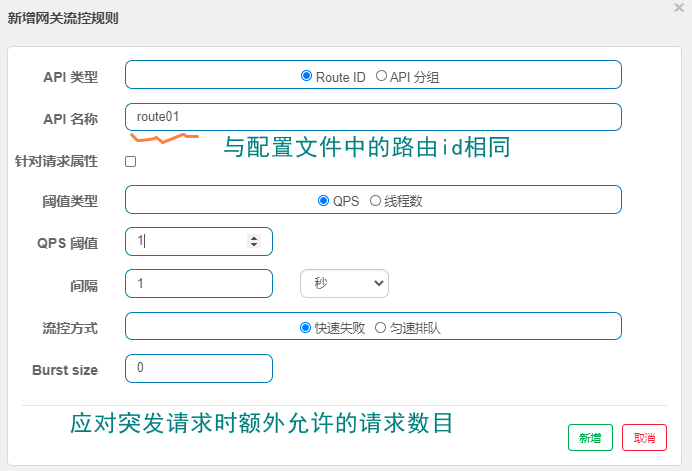 新增网关流控规则
×
API 类型
Route ID API 分组
API 名称
route01
与配置文件中的路由id相同
针对请求属性
阈值类型
QPS 线程数
QPS 阈值
1
间隔
1 秒
流控方式
快速失败 匀速排队
Burst size
0
应对突发请求时额外允许的请求数目
新增 取消